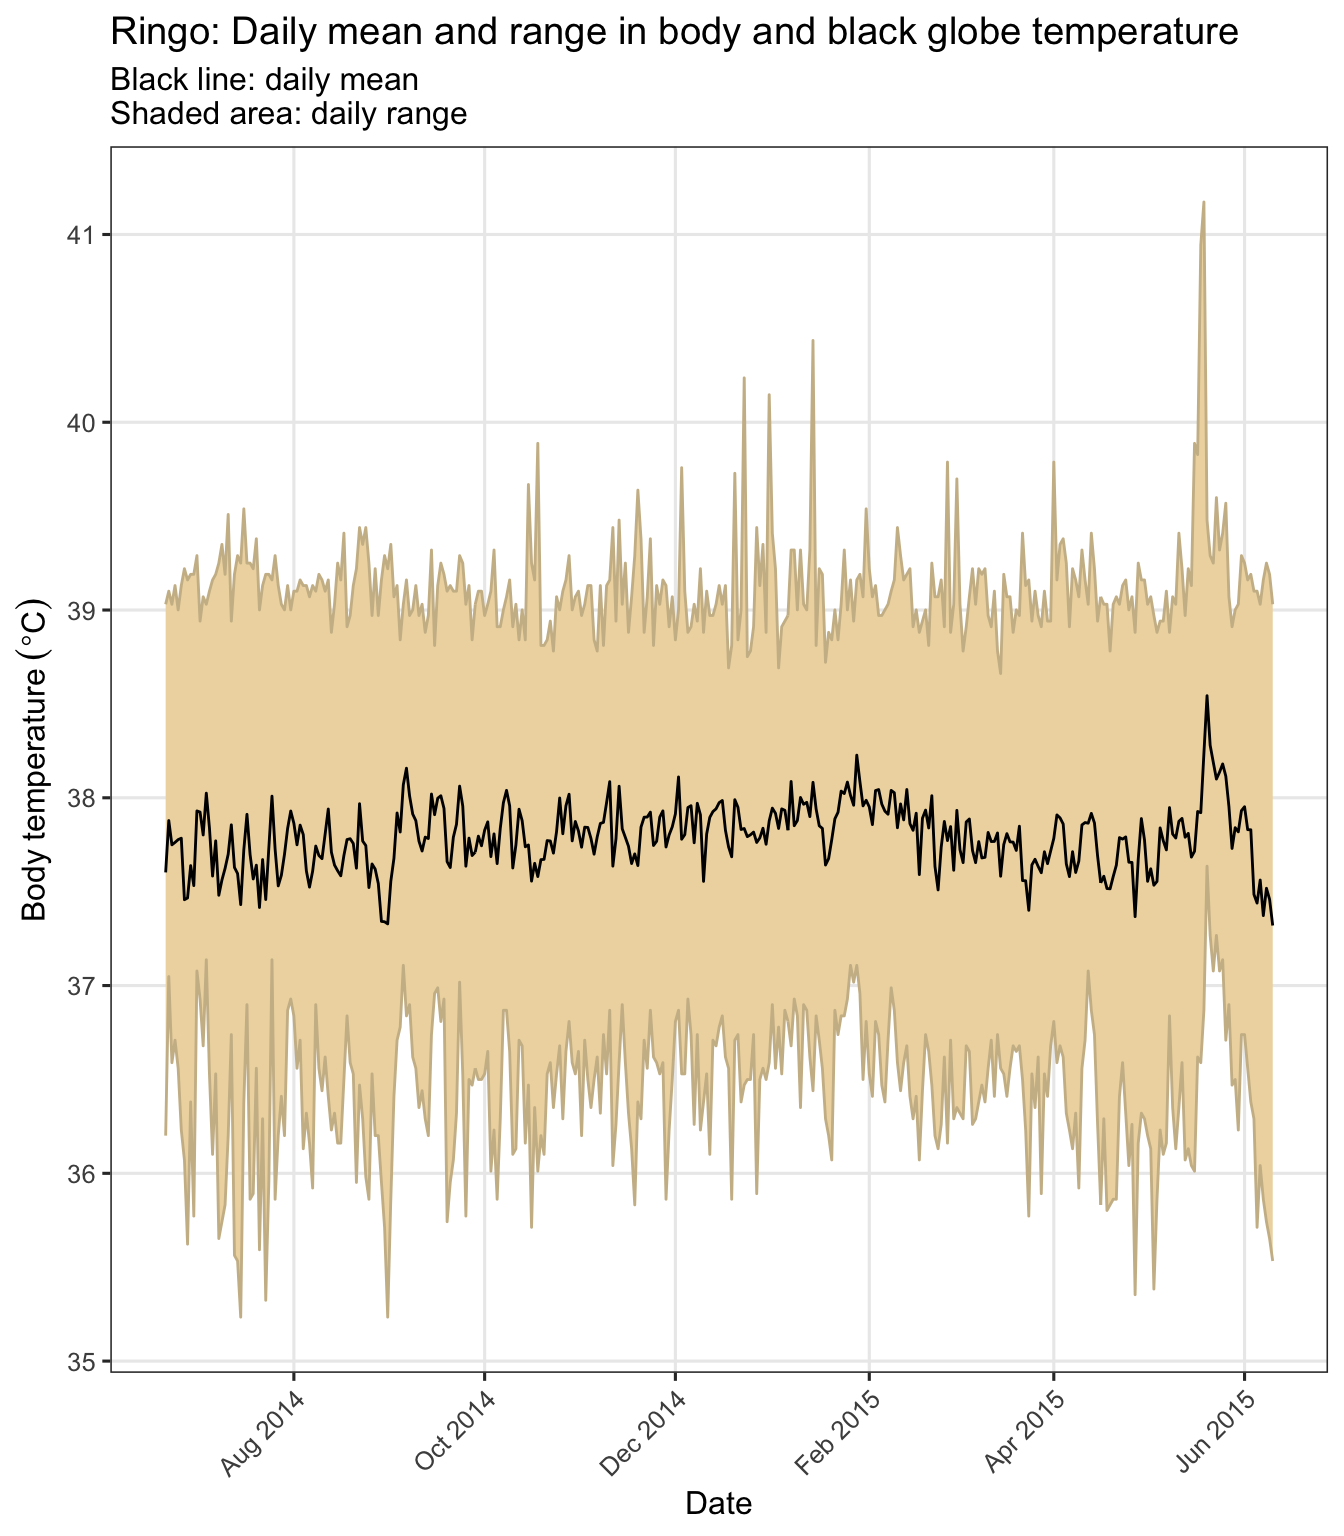 Ringo: Daily mean and range in body and black globe temperature
Black line: daily mean
Shaded area: daily range
Body temperature (°C)
41
40
39
38
37
36
35
Aug 2014
Oct 2014
Dec 2014
Feb 2015
Apr 2015
Jun 2015
Date